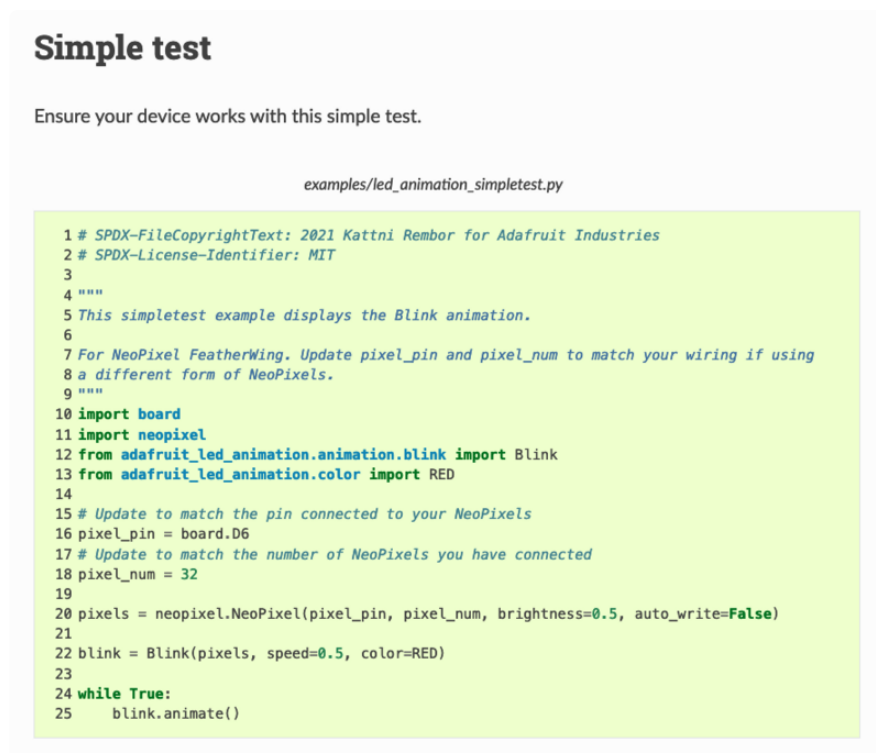 Simple test
Ensure your device works with this simple test.
examples/led_animation_simpletest.py
1 # SPDX-FileCopyrightText: 2021 Kattni Rembor for Adafruit Industries
2 # SPDX-License-Identifier: MIT
3
4 """
5 This simpletest example displays the Blink animation.
6
7 For NeoPixel FeatherWing. Update pixel_pin and pixel_num to match your wiring if using
8 a different form of NeoPixels.
9 """
10 import board
11 import neopixel
12 from adafruit_led_animation.animation.blink import Blink
13 from adafruit_led_animation.color import RED
14
15 # Update to match the pin connected to your NeoPixels
16 pixel_pin = board.D6
17 # Update to match the number of NeoPixels you have connected
18 pixel_num = 32
19
20 pixels = neopixel.NeoPixel(pixel_pin, pixel_num, brightness=0.5, auto_write=False)
21
22 blink = Blink(pixels, speed=0.5, color=RED)
23
24 while True:
25     blink.animate()